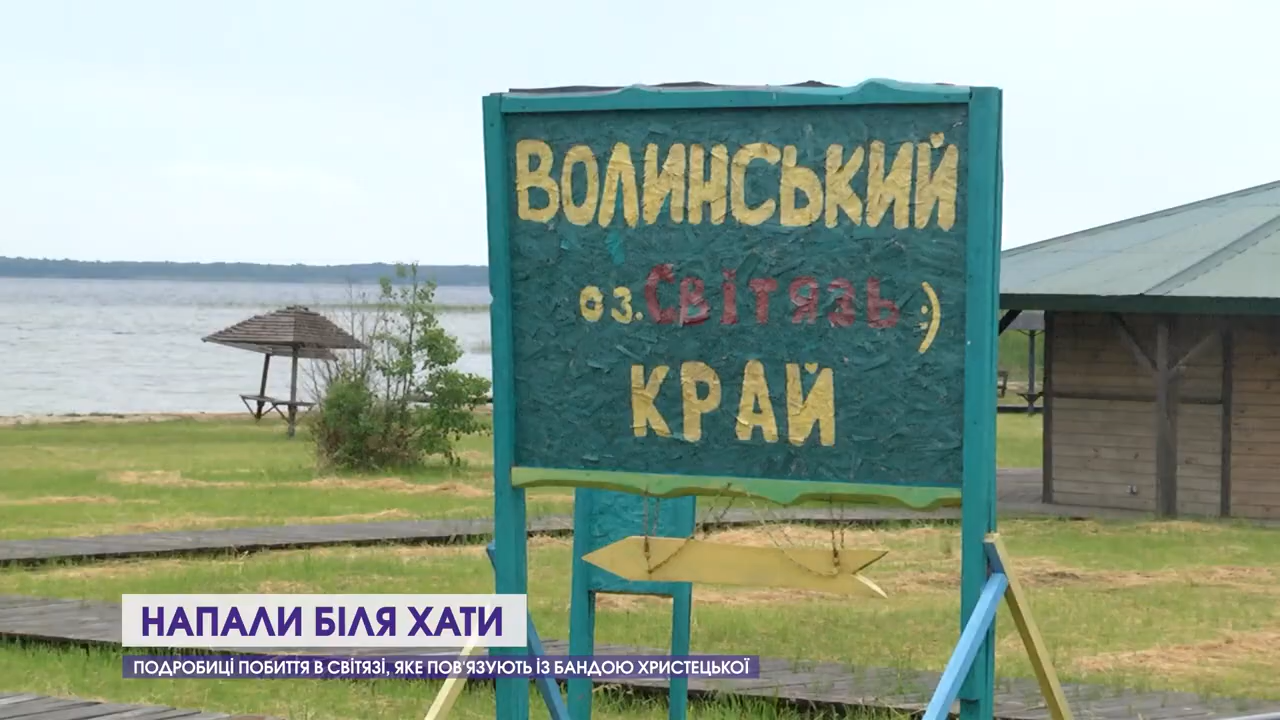 ВОЛИНСЬКИЙ
оз. Світязь :)
КРАЙ
НАПАЛИ БІЛЯ ХАТИ
ПОДРОБИЦІ ПОБИТТЯ В СВІТЯЗІ, ЯКЕ ПОВ'ЯЗУЮТЬ ІЗ БАНДОЮ ХРИСТЕЦЬКОЇ